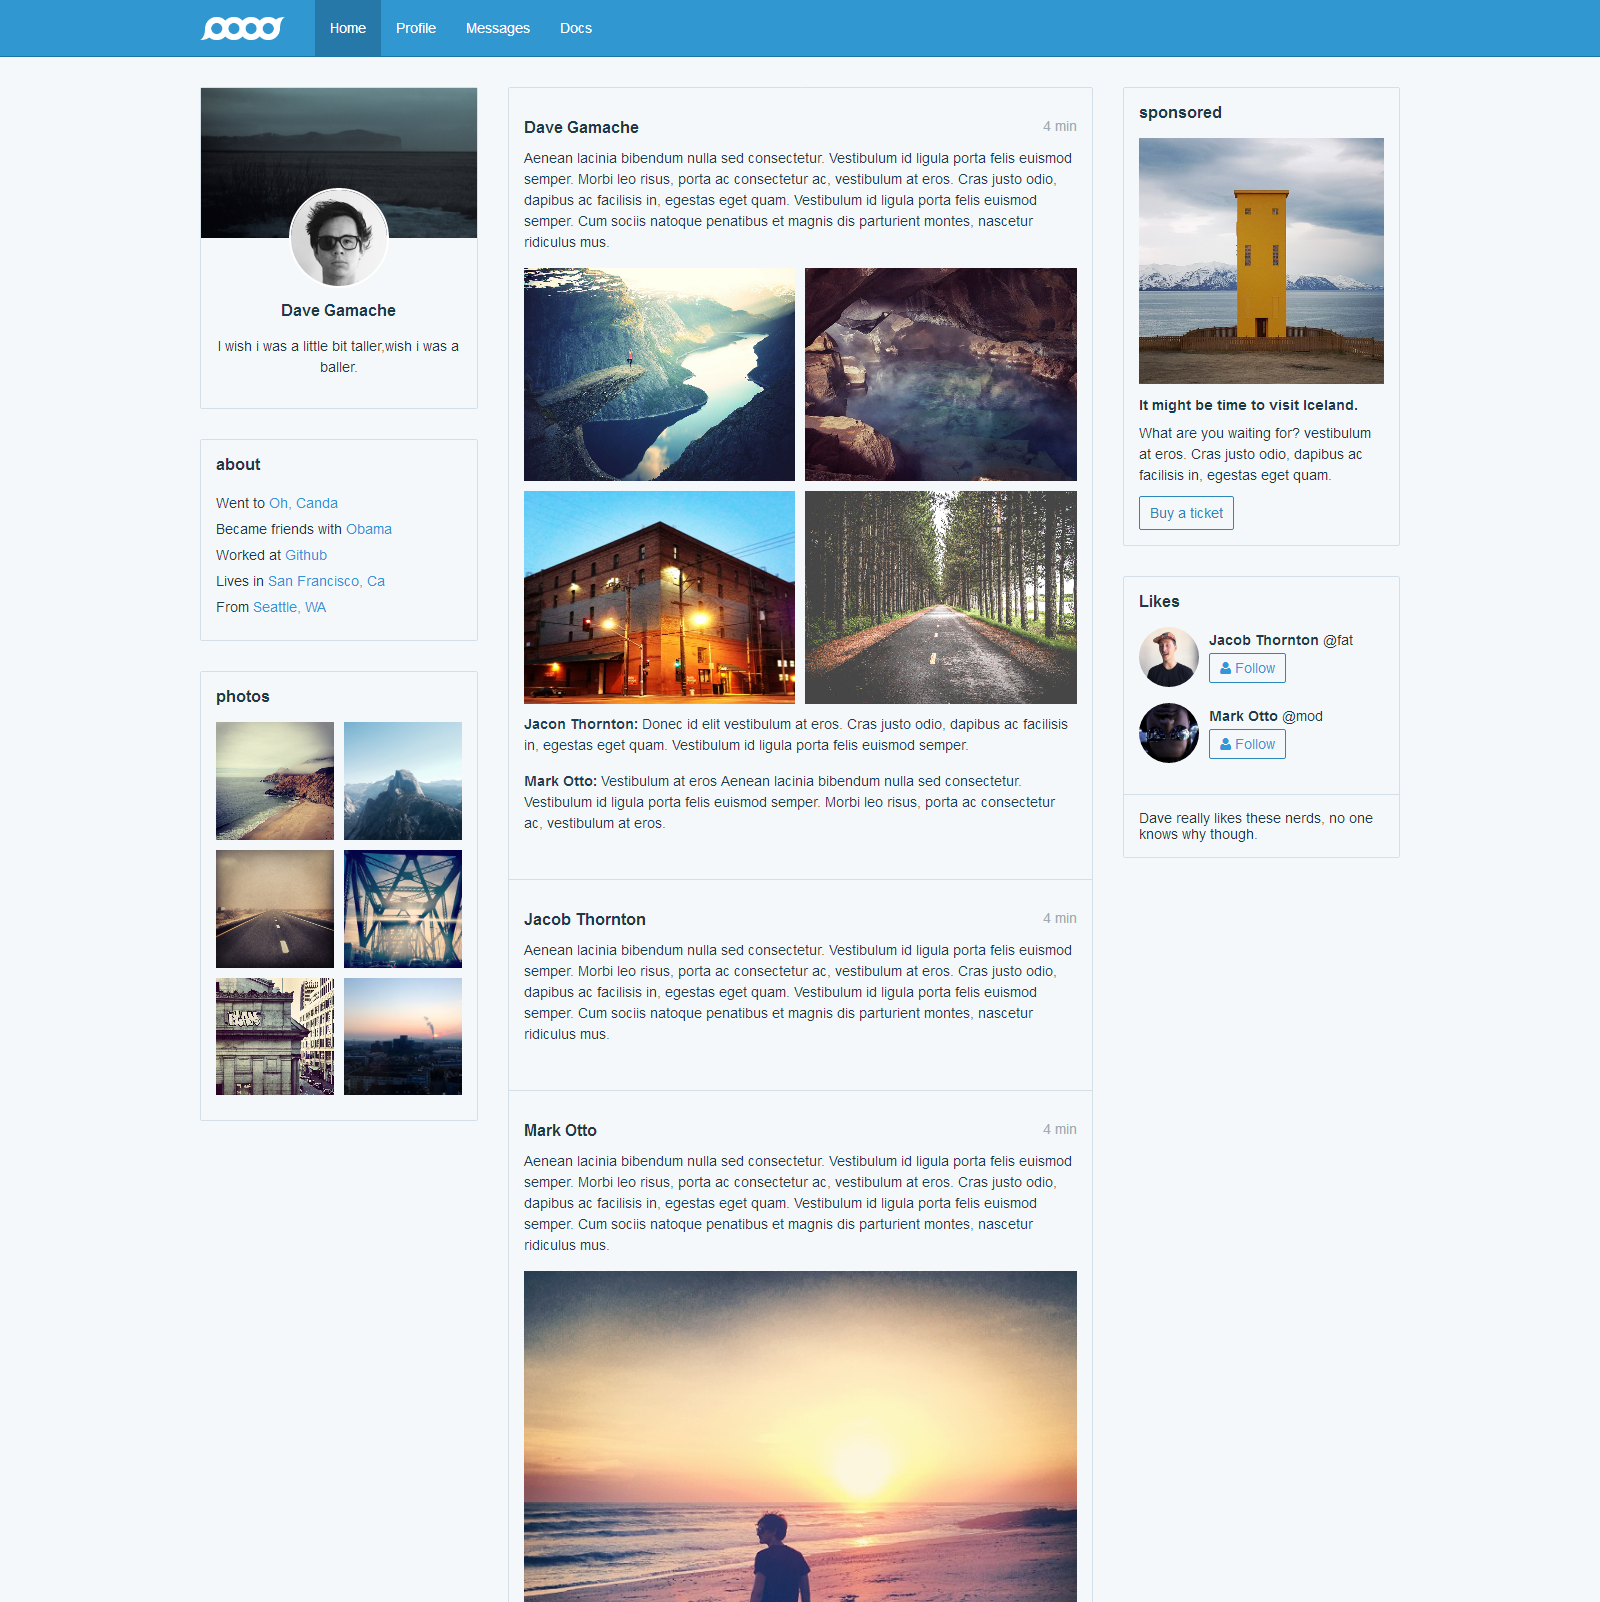 Home Profile Messages Docs
Dave Gamache
I wish i was a little bit taller,wish i was a
baller.
about
Went to Oh, Canda
Became friends with Obama
Worked at Github
Lives in San Francisco, Ca
From Seattle, WA
photos
Dave Gamache 4 min
Aenean lacinia bibendum nulla sed consectetur. Vestibulum id ligula porta felis euismod
semper. Morbi leo risus, porta ac consectetur ac, vestibulum at eros. Cras justo odio,
dapibus ac facilisis in, egestas eget quam. Vestibulum id ligula porta felis euismod
semper. Cum sociis natoque penatibus et magnis dis parturient montes, nascetur
ridiculus mus.
Jacon Thornton: Donec id elit vestibulum at eros. Cras justo odio, dapibus ac facilisis
in, egestas eget quam. Vestibulum id ligula porta felis euismod semper.
Mark Otto: Vestibulum at eros Aenean lacinia bibendum nulla sed consectetur.
Vestibulum id ligula porta felis euismod semper. Morbi leo risus, porta ac consectetur
ac, vestibulum at eros.
Jacob Thornton 4 min
Aenean lacinia bibendum nulla sed consectetur. Vestibulum id ligula porta felis euismod
semper. Morbi leo risus, porta ac consectetur ac, vestibulum at eros. Cras justo odio,
dapibus ac facilisis in, egestas eget quam. Vestibulum id ligula porta felis euismod
semper. Cum sociis natoque penatibus et magnis dis parturient montes, nascetur
ridiculus mus.
Mark Otto 4 min
Aenean lacinia bibendum nulla sed consectetur. Vestibulum id ligula porta felis euismod
semper. Morbi leo risus, porta ac consectetur ac, vestibulum at eros. Cras justo odio,
dapibus ac facilisis in, egestas eget quam. Vestibulum id ligula porta felis euismod
semper. Cum sociis natoque penatibus et magnis dis parturient montes, nascetur
ridiculus mus.
sponsored
It might be time to visit Iceland.
What are you waiting for? vestibulum
at eros. Cras justo odio, dapibus ac
facilisis in, egestas eget quam.
Buy a ticket
Likes
Jacob Thornton @fat
Follow
Mark Otto @mod
Follow
Dave really likes these nerds, no one
knows why though.